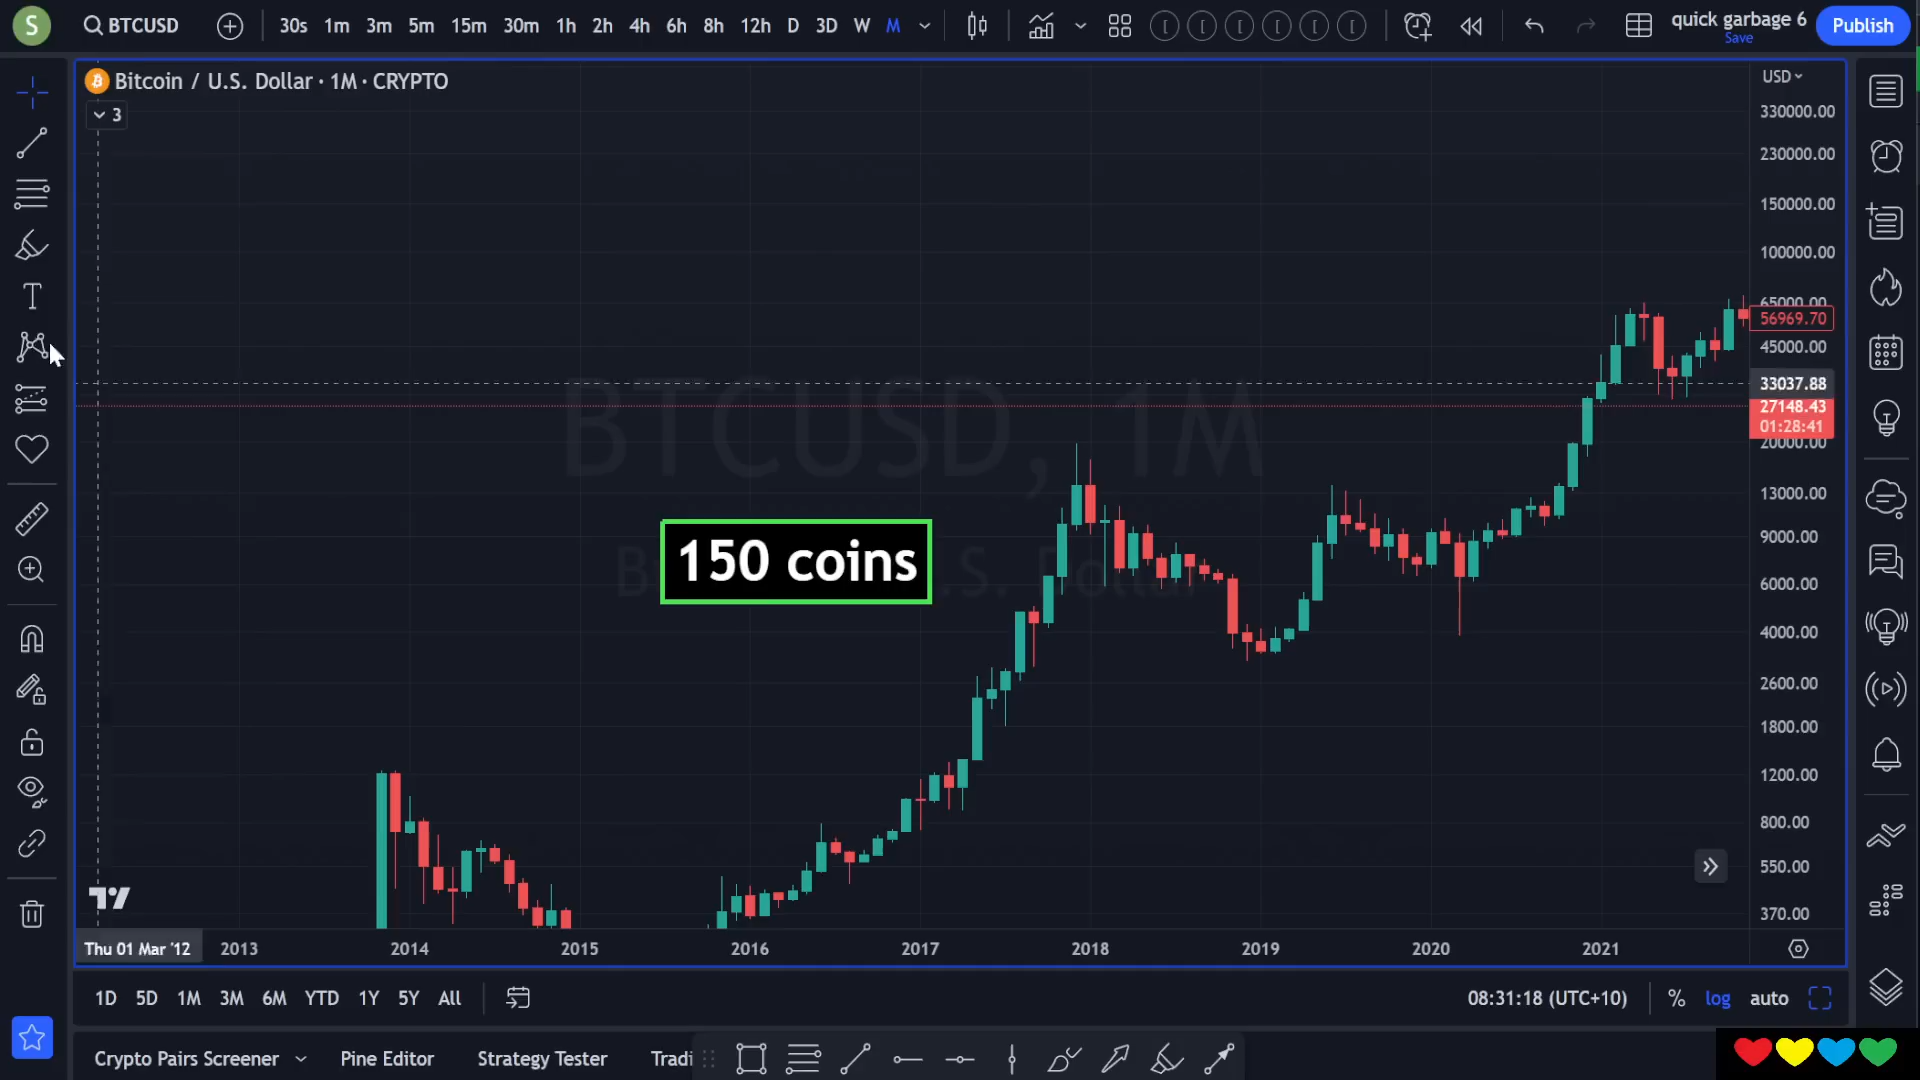 S
BTCUSD
30s 1m 3m 5m 15m 30m 1h 2h 4h 6h 8h 12h D 3D W M
quick garbage 6
Save
Publish
Bitcoin / U.S. Dollar · 1M · CRYPTO
3
USD
330000.00
230000.00
150000.00
100000.00
65000.00
56969.70
45000.00
33037.88
27148.43
01:28:41
20000.00
13000.00
9000.00
6000.00
4000.00
2600.00
1800.00
1200.00
800.00
550.00
370.00
BTCUSD, 1M
150 coins
Thu 01 Mar '12 2013 2014 2015 2016 2017 2018 2019 2020 2021
1D 5D 1M 3M 6M YTD 1Y 5Y All
08:31:18 (UTC+10) % log auto
Crypto Pairs Screener Pine Editor Strategy Tester Tradi